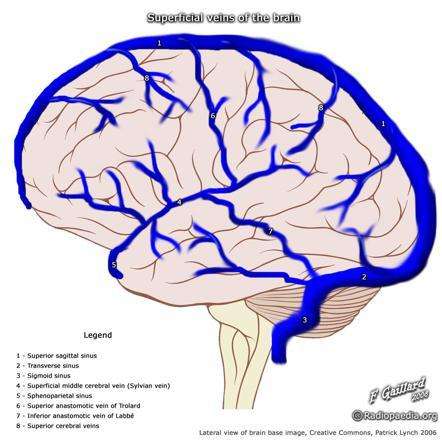 Superficial veins of the brain
1
8
6
8
1
4
7
5
2
3
Legend
1 - Superior sagittal sinus
2 - Transverse sinus
3 - Sigmoid sinus
4 - Superficial middle cerebral vein (Sylvian vein)
5 - Sphenoparietal sinus
6 - Superior anastomotic vein of Trolard
7 - Inferior anastomotic vein of Labbé
8 - Superior cerebral veins
F Gaillard
2008
@Radiopaedia.org
Lateral view of brain base image, Creative Commons, Patrick Lynch 2006